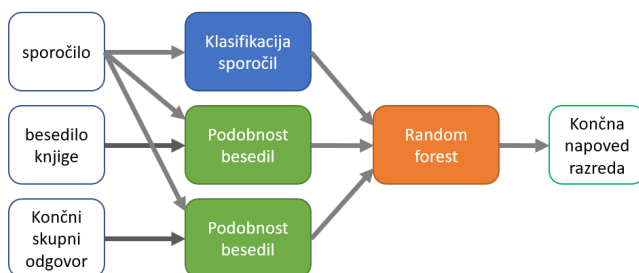 sporočilo
Klasifikacija
sporočil
besedilo
knjige
Podobnost
besedil
Random
forest
Končna
napoved
razreda
Končni
skupni
odgovor
Podobnost
besedil